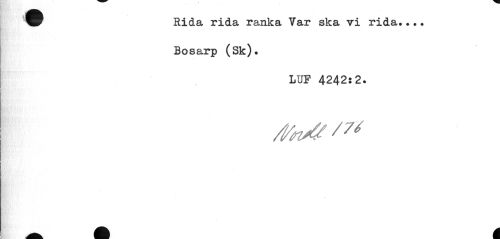 Rida rida ranka Var ska vi rida....
Bosarp (Sk).
LUF 4242:2.
Nordl 176